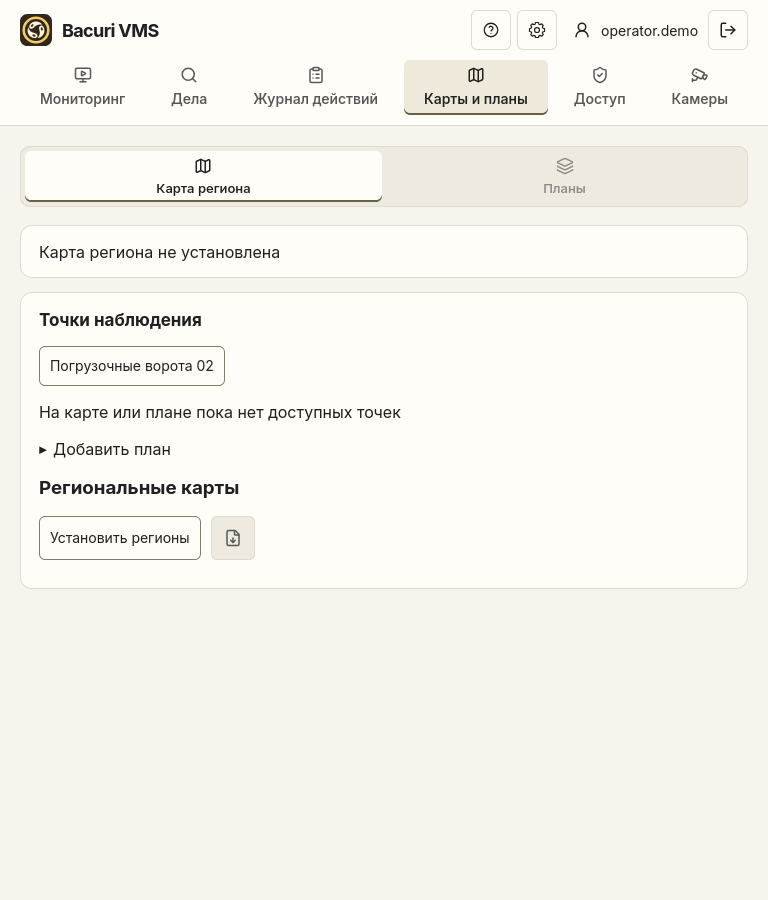 Bacuri VMS
operator.demo
Мониторинг
Дела
Журнал действий
Карты и планы
Доступ
Камеры
Карта региона
Планы
Карта региона не установлена
Точки наблюдения
Погрузочные ворота 02
На карте или плане пока нет доступных точек
Добавить план
Региональные карты
Установить регионы